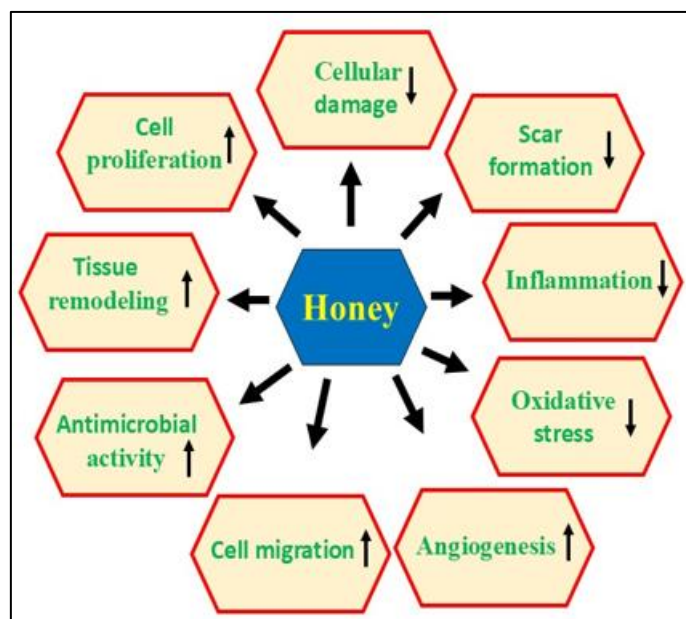 Cellular
damage
Scar
formation
Cell
proliferation
Tissue
remodeling
Honey
Inflammation
Oxidative
stress
Antimicrobial
activity
Cell migration
Angiogenesis